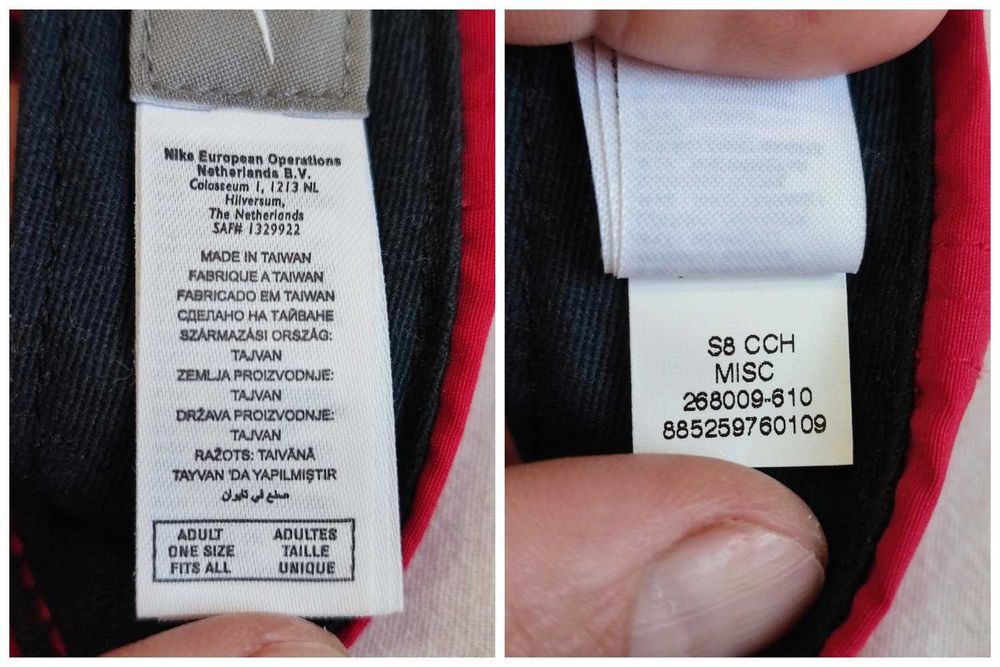 Nike European Operations
Netherlands B.V.
Colosseum 1, 1213 NL
Hilversum,
The Netherlands
SAF# 1329922
MADE IN TAIWAN
FABRIQUE A TAIWAN
FABRICADO EM TAIWAN
СДЕЛАНО НА ТАЙВАНЕ
SZÁRMAZÁSI ORSZÁG:
TAJVAN
ZEMLJA PROIZVODNJE:
TAJVAN
DRŽAVA PROIZVODNJE:
TAJVAN
RAŽOTS: TAIVĀNĀ
TAYVAN 'DA YAPILMIŞTIR
صنع في تايوان
ADULT ADULTES
ONE SIZE TAILLE
FITS ALL UNIQUE
S8 CCH
MISC
268009-610
885259760109